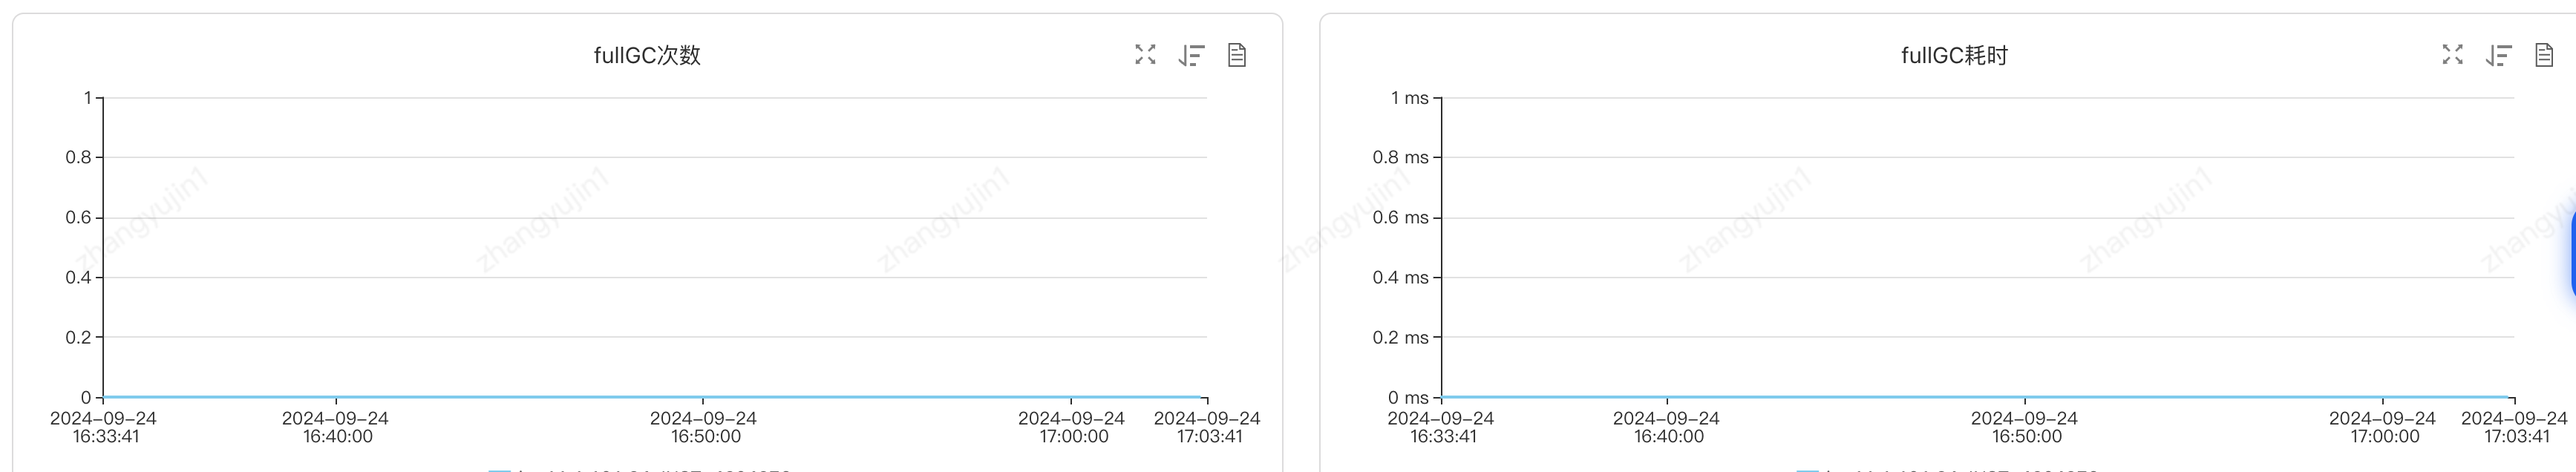 fullGC次数
1
0.8
0.6
0.4
0.2
0
2024-09-24
16:33:41
2024-09-24
16:40:00
2024-09-24
16:50:00
2024-09-24
17:00:00
2024-09-24
17:03:41
fullGC耗时
1 ms
0.8 ms
0.6 ms
0.4 ms
0.2 ms
0 ms
2024-09-24
16:33:41
2024-09-24
16:40:00
2024-09-24
16:50:00
2024-09-24
17:00:00
2024-09-24
17:03:41
zhangyujin1
zhangyujin1
zhangyujin1
zhangyujin1
zhangyujin1
zhangyujin1